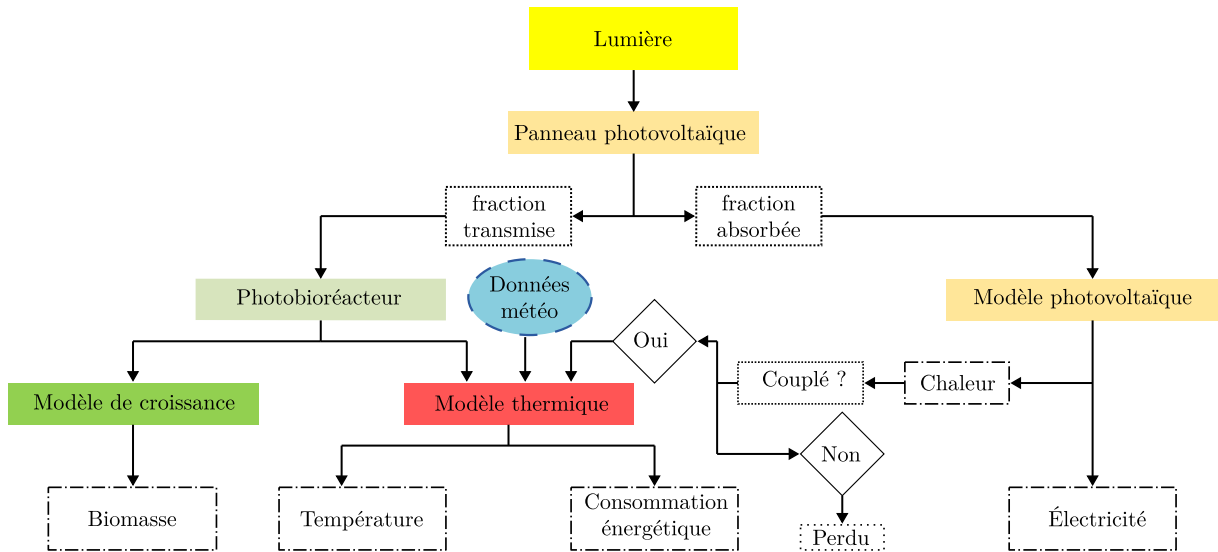 Lumière
Panneau photovoltaïque
fraction
transmise
fraction
absorbée
Photobioréacteur
Données
météo
Modèle photovoltaïque
Oui
Couplé ?
Chaleur
Modèle de croissance
Modèle thermique
Non
Biomasse
Température
Consommation
énergétique
Perdu
Électricité